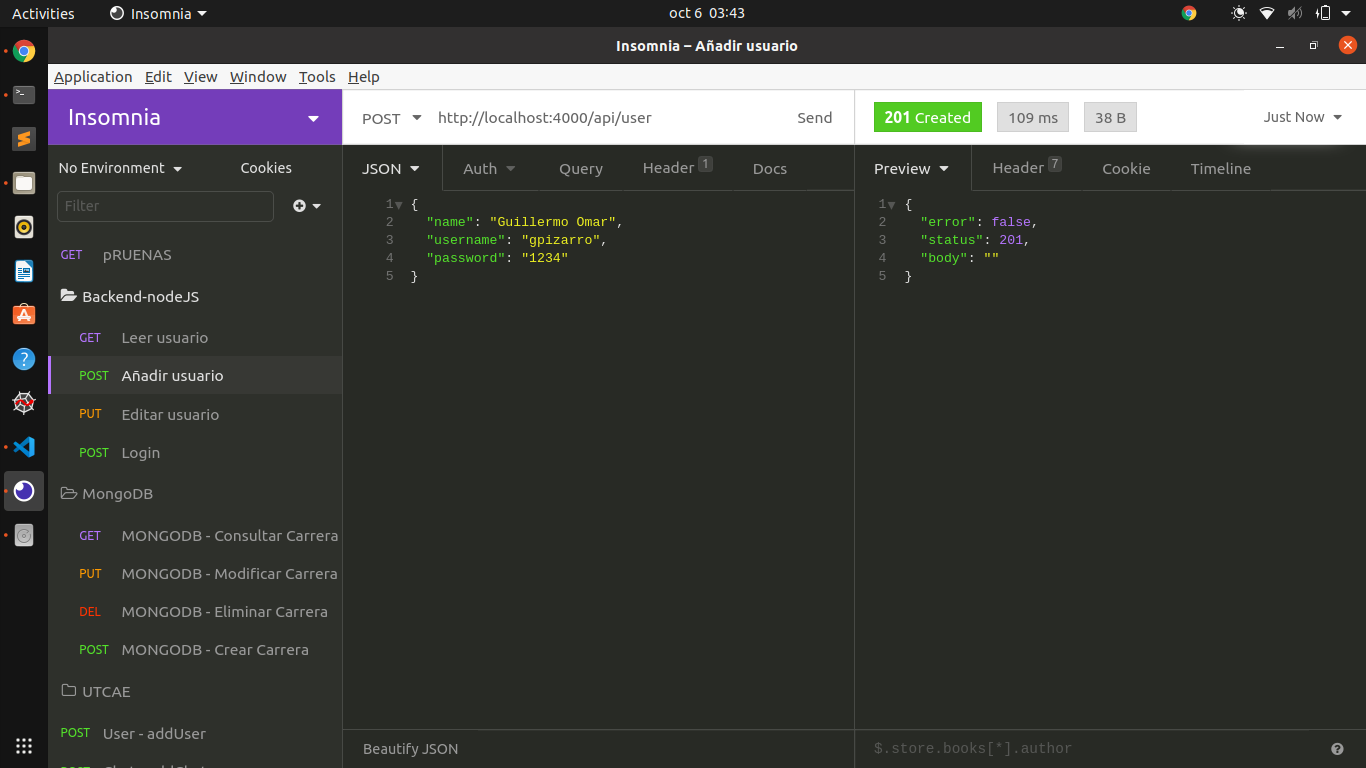 Activities
Insomnia
oct 6 03:43
Insomnia – Añadir usuario
Application Edit View Window Tools Help
Insomnia
POST http://localhost:4000/api/user Send
201 Created 109 ms 38 B Just Now
No Environment Cookies
JSON Auth Query Header 1 Docs
Preview Header 7 Cookie Timeline
Filter
GET pRUENAS
Backend-nodeJS
GET Leer usuario
POST Añadir usuario
PUT Editar usuario
POST Login
MongoDB
GET MONGODB - Consultar Carrera
PUT MONGODB - Modificar Carrera
DEL MONGODB - Eliminar Carrera
POST MONGODB - Crear Carrera
UTCAE
POST User - addUser
1 {
2 "name": "Guillermo Omar",
3 "username": "gpizarro",
4 "password": "1234"
5 }
Beautify JSON
1 {
2 "error": false,
3 "status": 201,
4 "body": ""
5 }
$.store.books[*].author